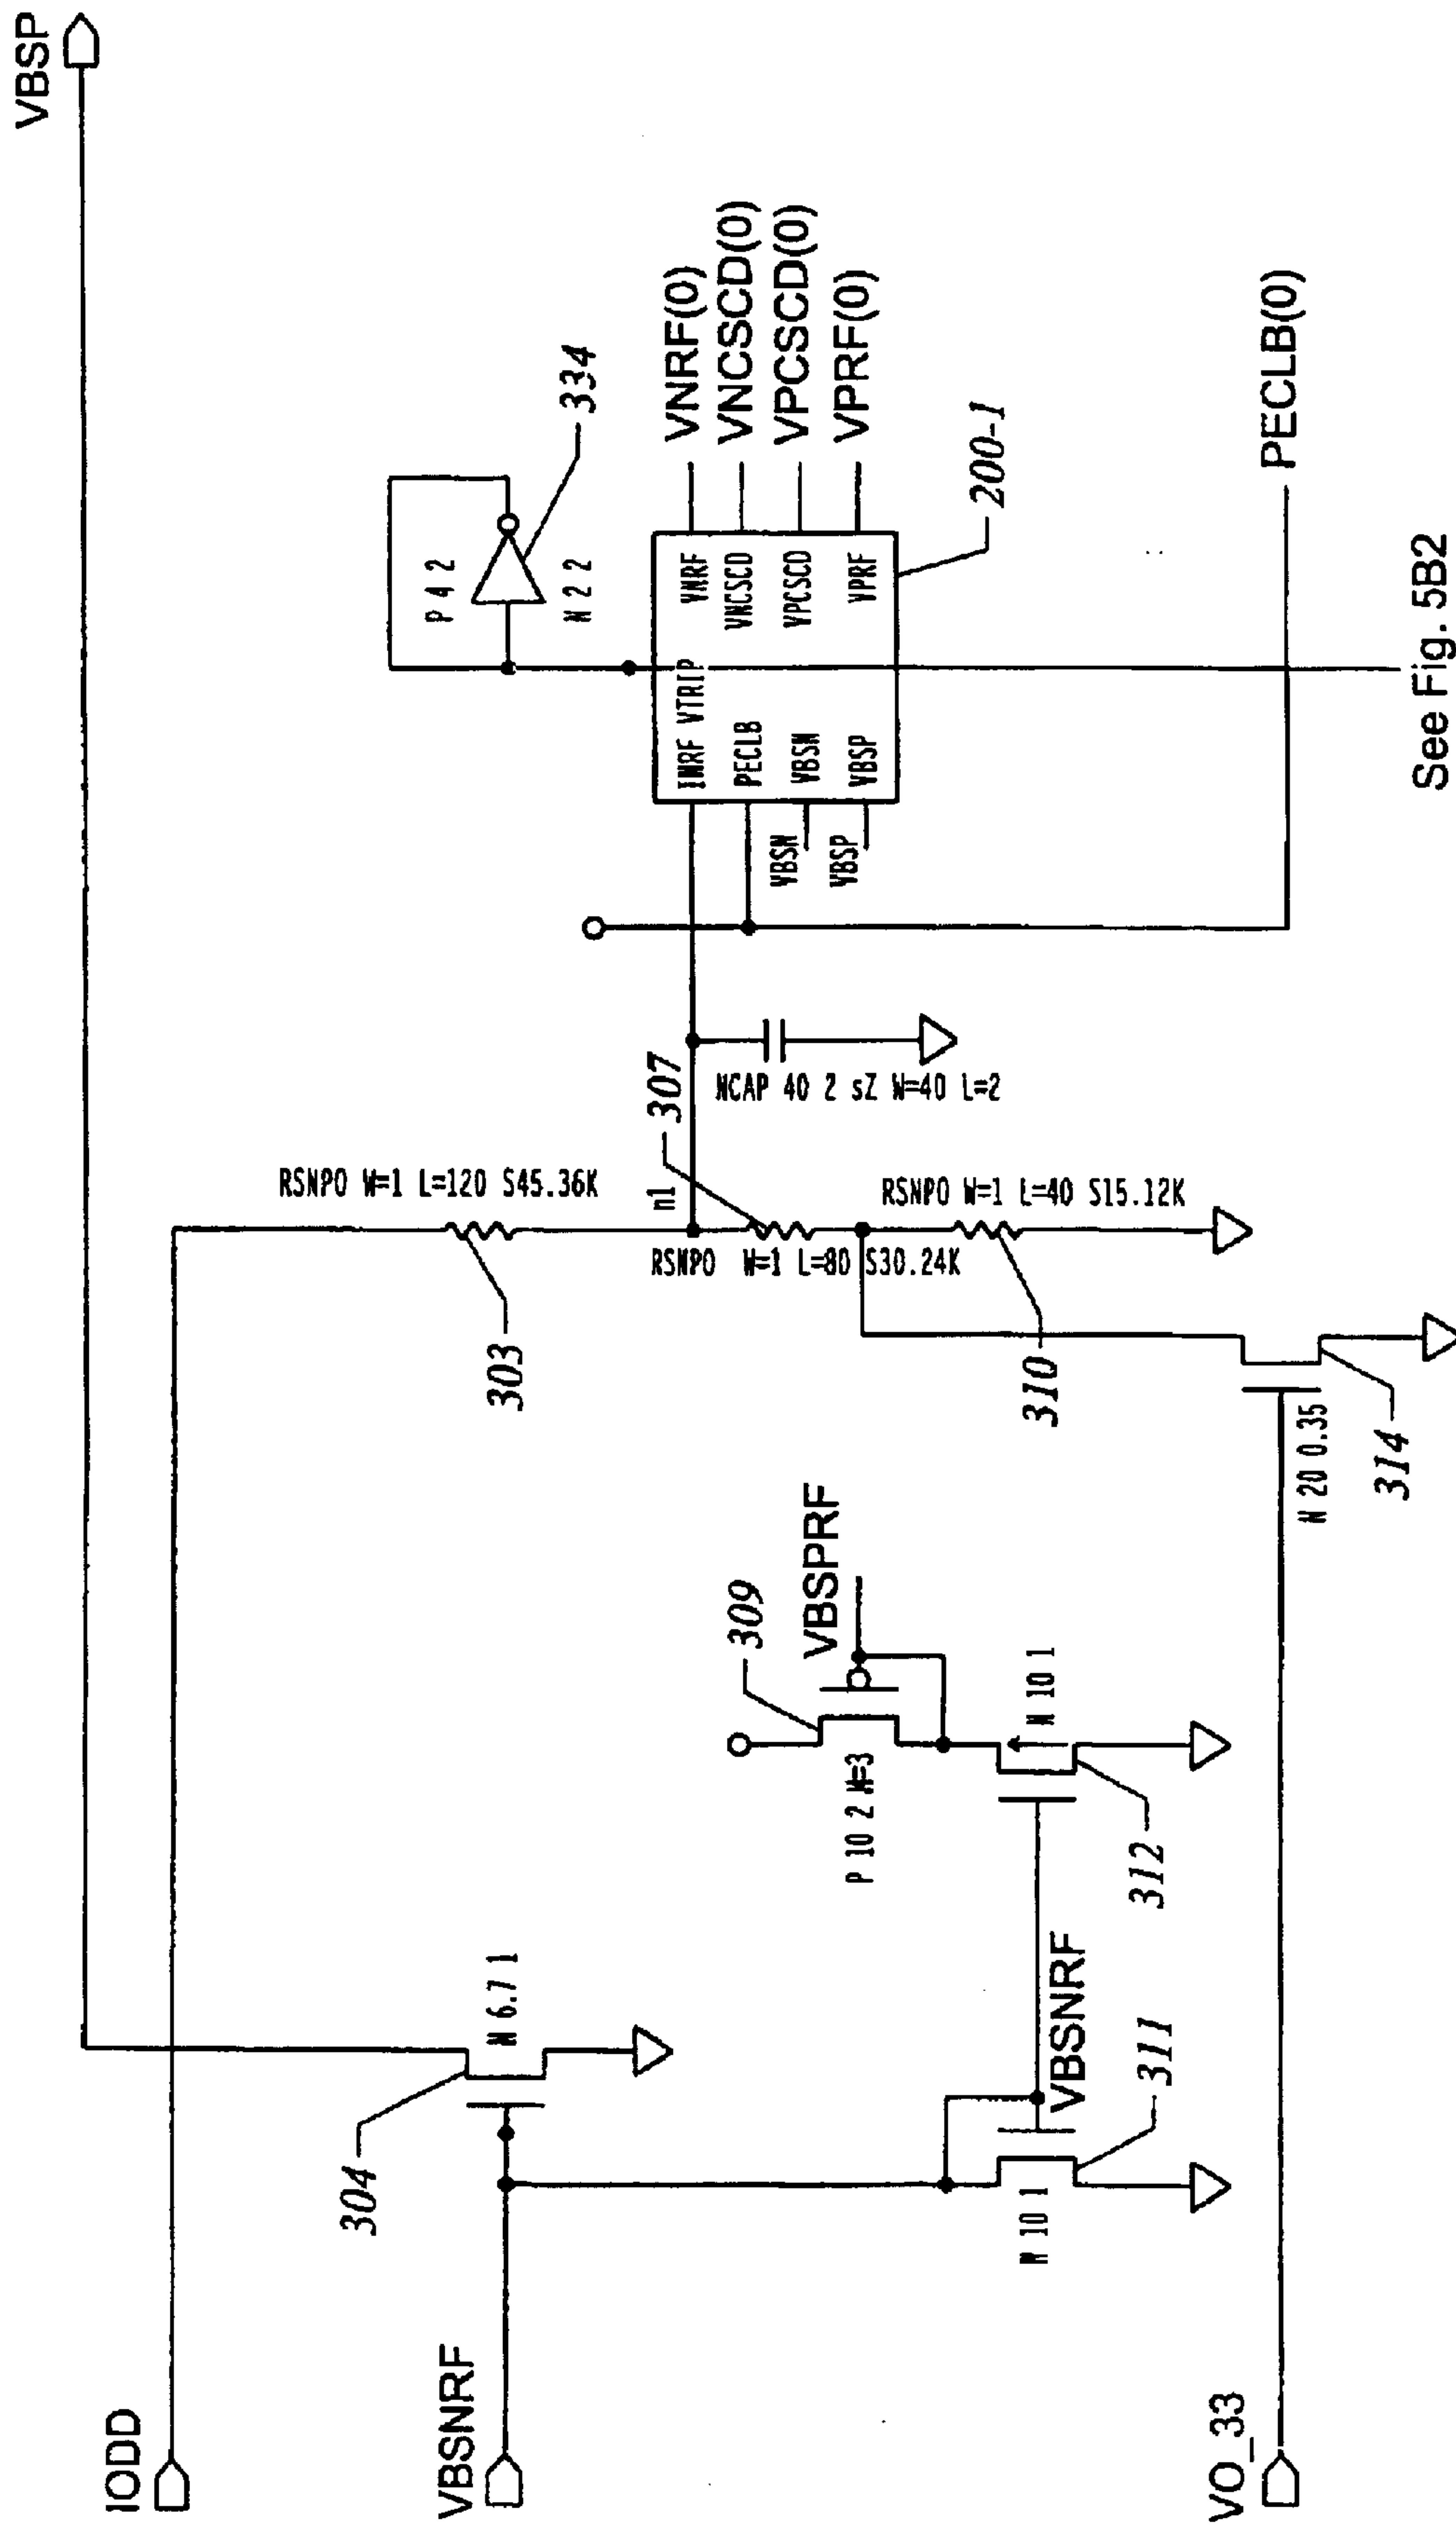 IODD
VBSNRF
VO_33
VBSP
304
N 6.7 1
N 10 1
311
VBSNRF
309
P 10 2 M=3
VBSPRF
N 10 1
312
303
RSNPO W=1 L=120 S45.36K
n1
307
RSNPO W=1 L=80 S30.24K
RSNPO W=1 L=40 S15.12K
310
N 20 0.35
314
NCAP 40 2 sZ W=40 L=2
P 4 2
N 2 2
334
INRF VTRIP VNRF
PECLB VNCSCD
VBSN VPCSCD
VBSP VPRF
VBSN
VBSP
VNRF(0)
VNCSCD(0)
VPCSCD(0)
VPRF(0)
200-1
PECLB(0)
See Fig. 5B2